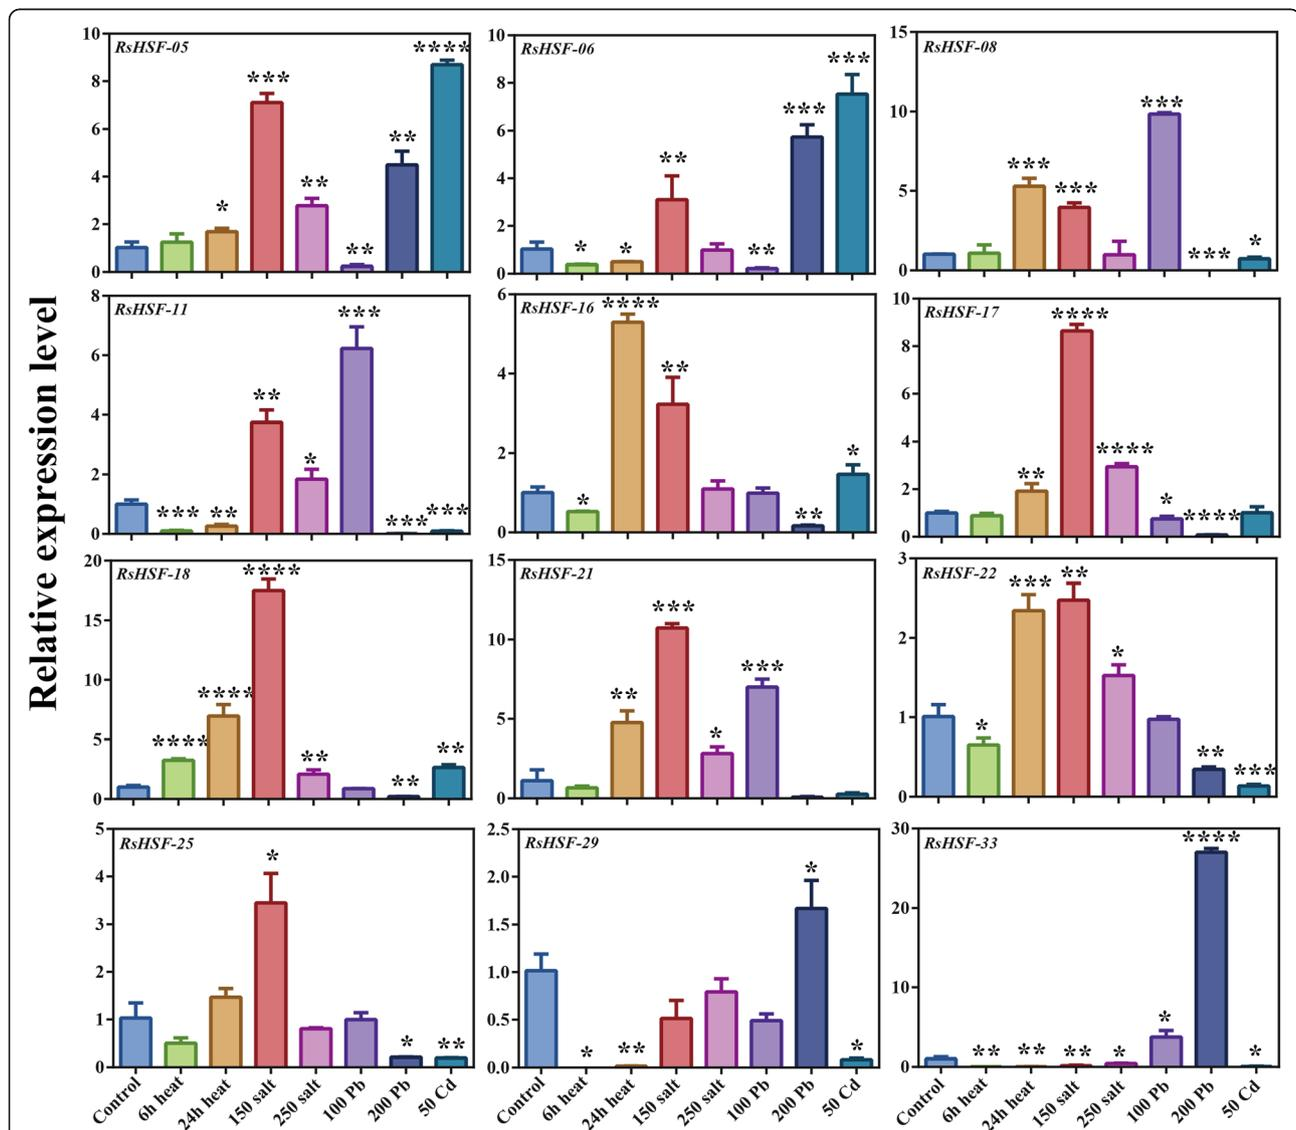 Relative expression level
RsHSF-05
10
8
6
4
2
0
* *** ** ** ** ****
RsHSF-06
10
8
6
4
2
0
* * ** ** *** ***
RsHSF-08
15
10
5
0
*** *** *** *** *
RsHSF-11
8
6
4
2
0
*** ** ** * *** *** ***
RsHSF-16
6
4
2
0
* **** ** ** *
RsHSF-17
10
8
6
4
2
0
** **** **** * ****
RsHSF-18
20
15
10
5
0
**** **** **** ** ** **
RsHSF-21
15
10
5
0
** *** * ***
RsHSF-22
3
2
1
0
* *** ** * ** ***
RsHSF-25
5
4
3
2
1
0
* * **
RsHSF-29
2.5
2.0
1.5
1.0
0.5
0.0
* ** * *
RsHSF-33
30
20
10
0
** ** ** * * **** *
Control 6h heat 24h heat 150 salt 250 salt 100 Pb 200 Pb 50 Cd
Control 6h heat 24h heat 150 salt 250 salt 100 Pb 200 Pb 50 Cd
Control 6h heat 24h heat 150 salt 250 salt 100 Pb 200 Pb 50 Cd